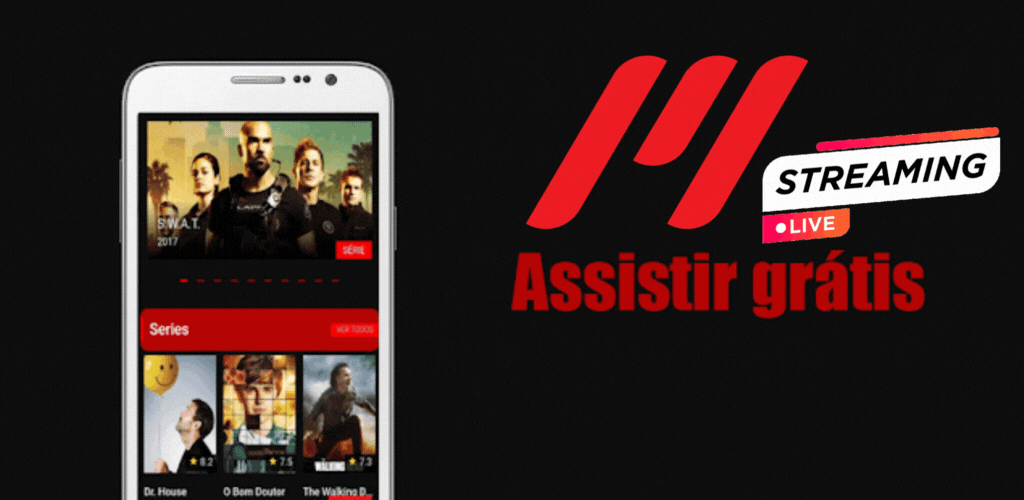 S.W.A.T.
2017
SÉRIE
Series
VER TODOS
8.2
7.5
7.3
WALKING
Dr. House
O Bom Doutor
The Walking D...
STREAMING
LIVE
Assistir grátis